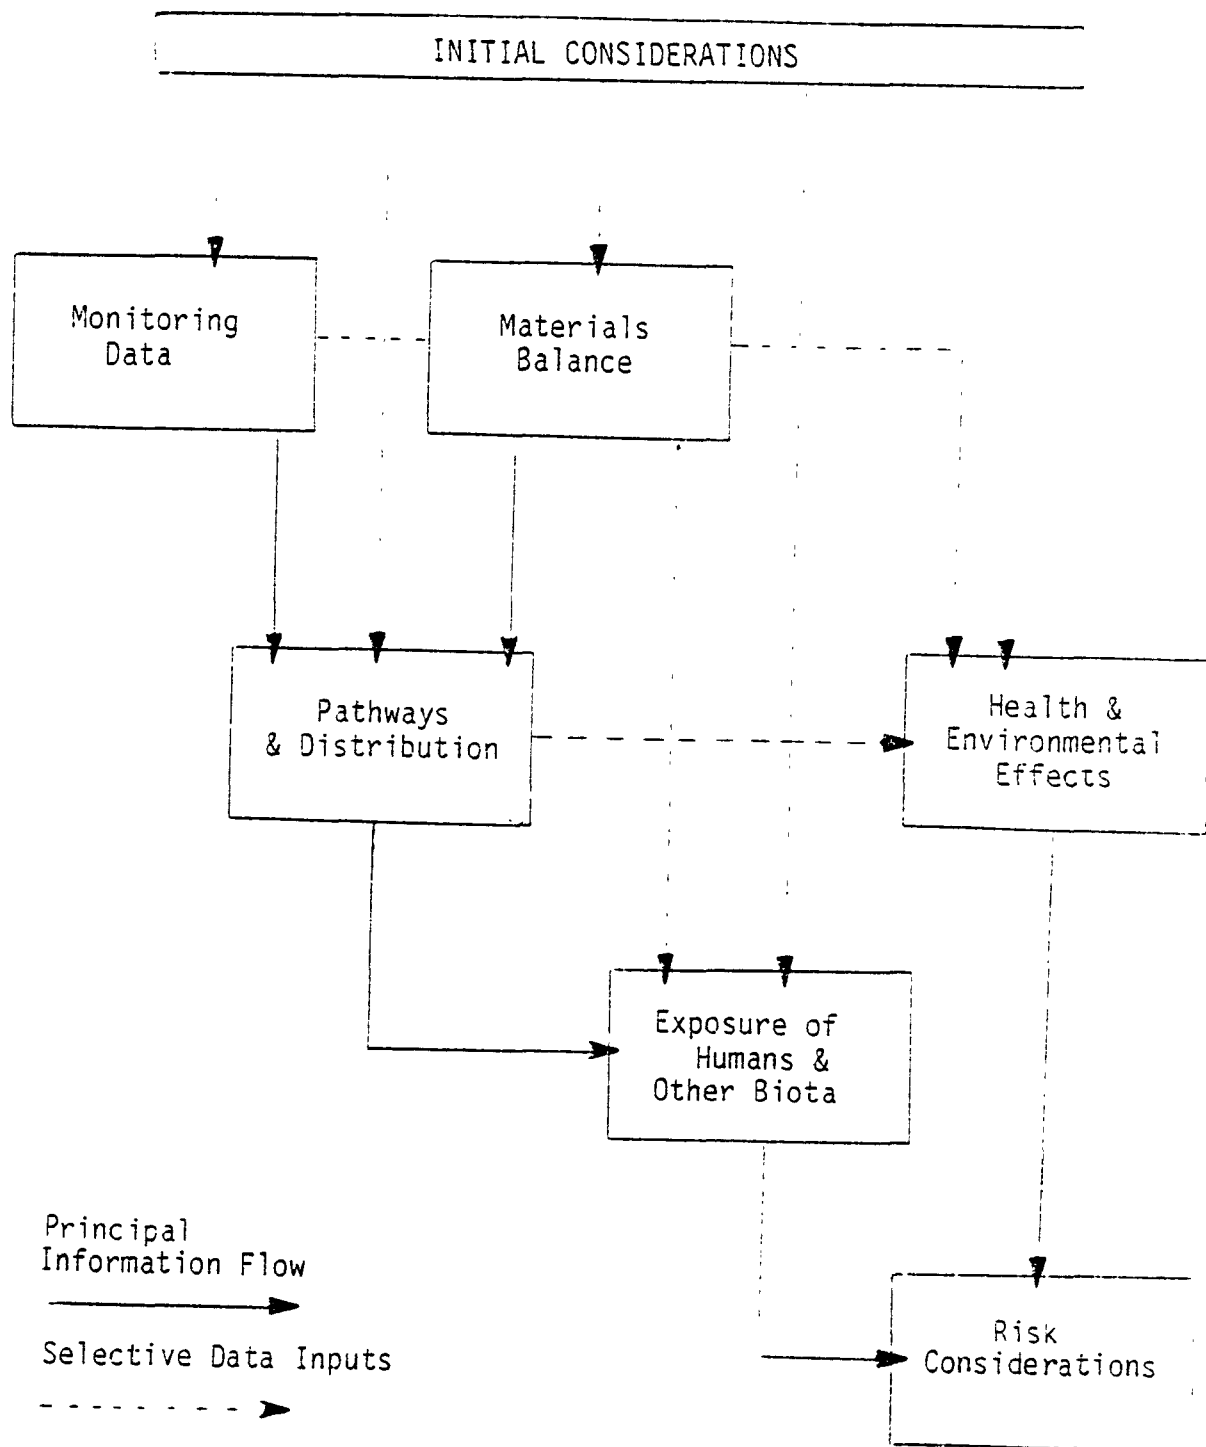 INITIAL CONSIDERATIONS
Monitoring
Data
Materials
Balance
Pathways
& Distribution
Health &
Environmental
Effects
Exposure of
Humans &
Other Biota
Principal
Information Flow
Selective Data Inputs
Risk
Considerations